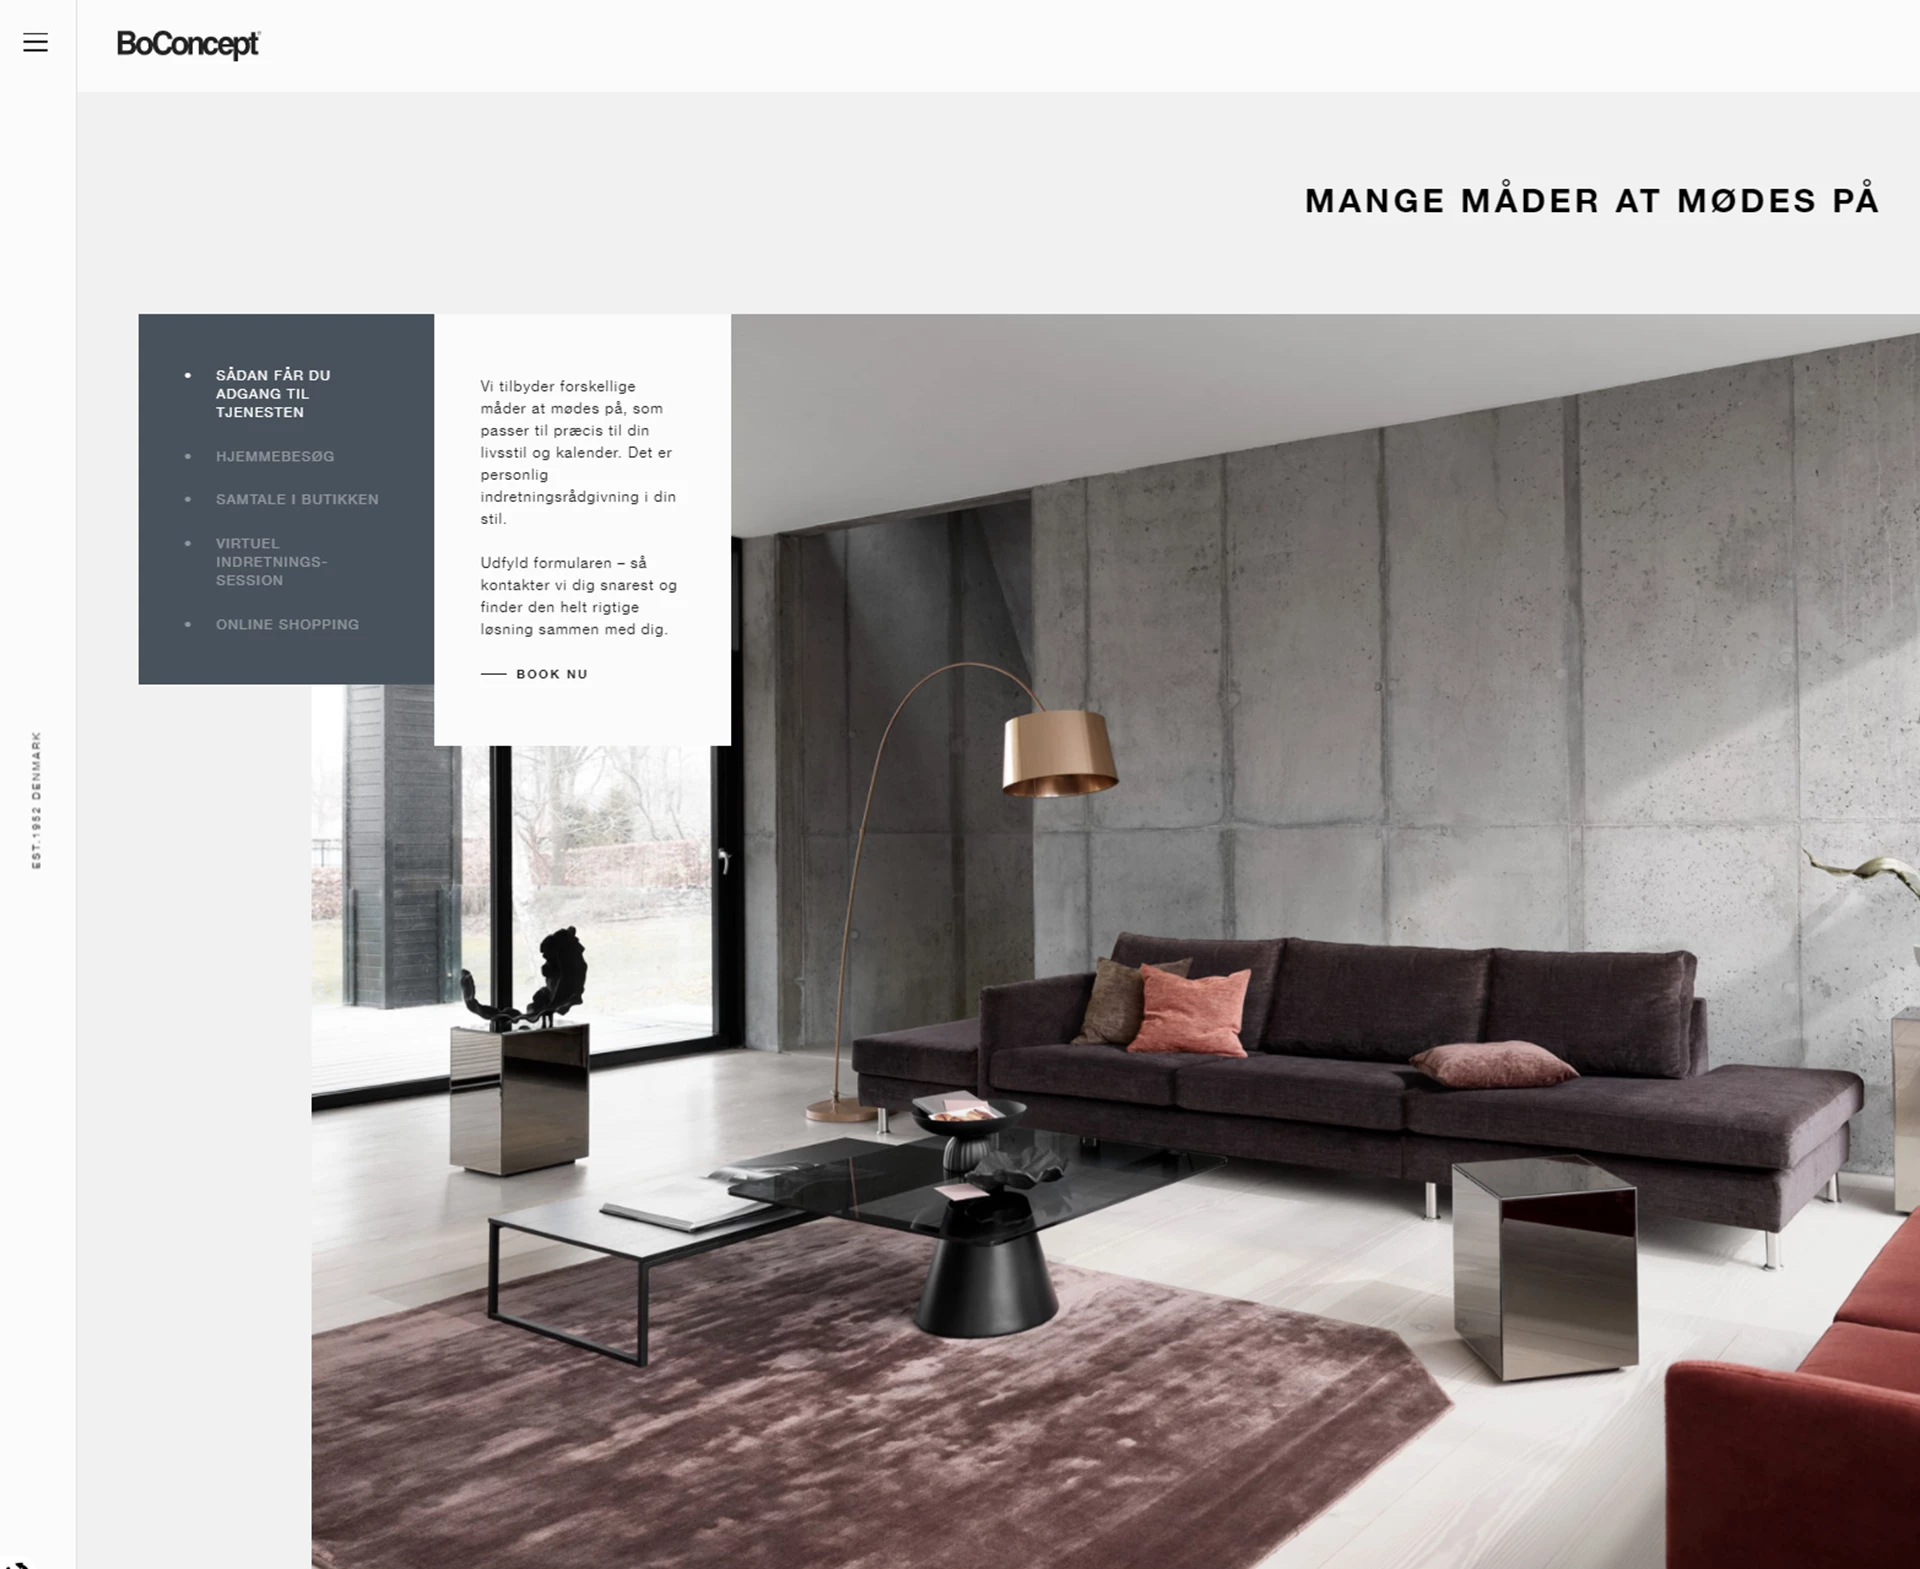 BoConcept
MANGE MÅDER AT MØDES PÅ
• SÅDAN FÅR DU
ADGANG TIL
TJENESTEN
• HJEMMEBESØG
• SAMTALE I BUTIKKEN
• VIRTUEL
INDRETNINGS-
SESSION
• ONLINE SHOPPING
Vi tilbyder forskellige
måder at mødes på, som
passer til præcis til din
livsstil og kalender. Det er
personlig
indretningsrådgivning i din
stil.
Udfyld formularen – så
kontakter vi dig snarest og
finder den helt rigtige
løsning sammen med dig.
BOOK NU
EST.1952 DENMARK